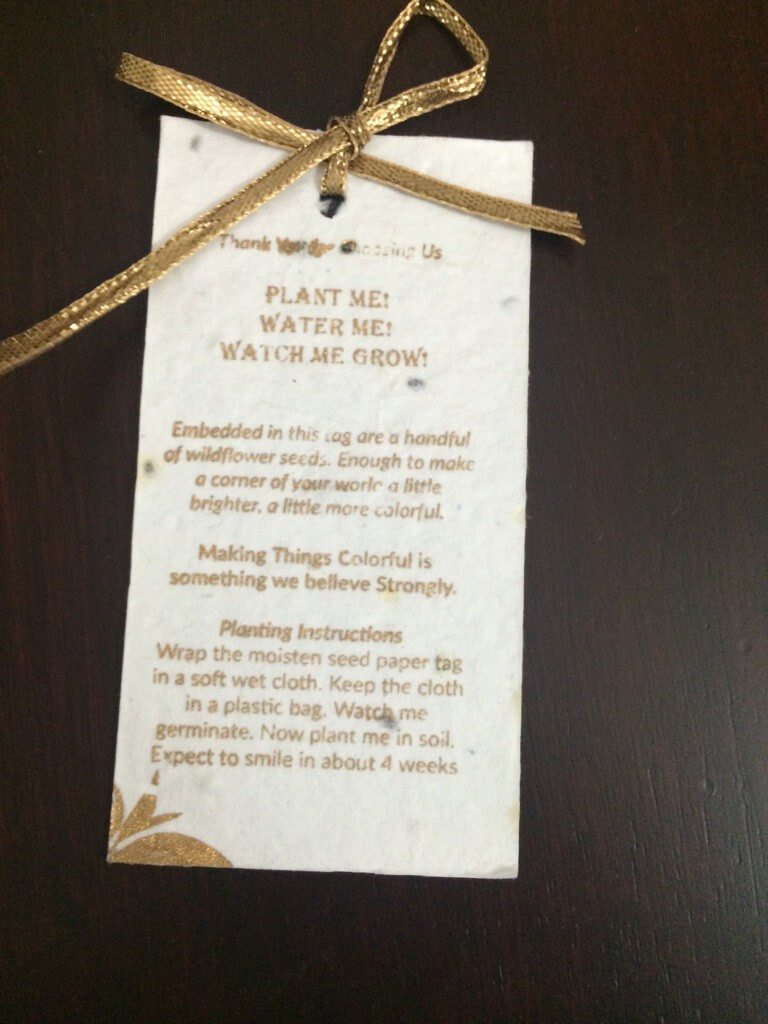 Thank You for Choosing Us
PLANT ME!
WATER ME!
WATCH ME GROW!
Embedded in this tag are a handful
of wildflower seeds. Enough to make
a corner of your world a little
brighter, a little more colorful.
Making Things Colorful is
something we believe Strongly.
Planting Instructions
Wrap the moisten seed paper tag
in a soft wet cloth. Keep the cloth
in a plastic bag. Watch me
germinate. Now plant me in soil.
Expect to smile in about 4 weeks